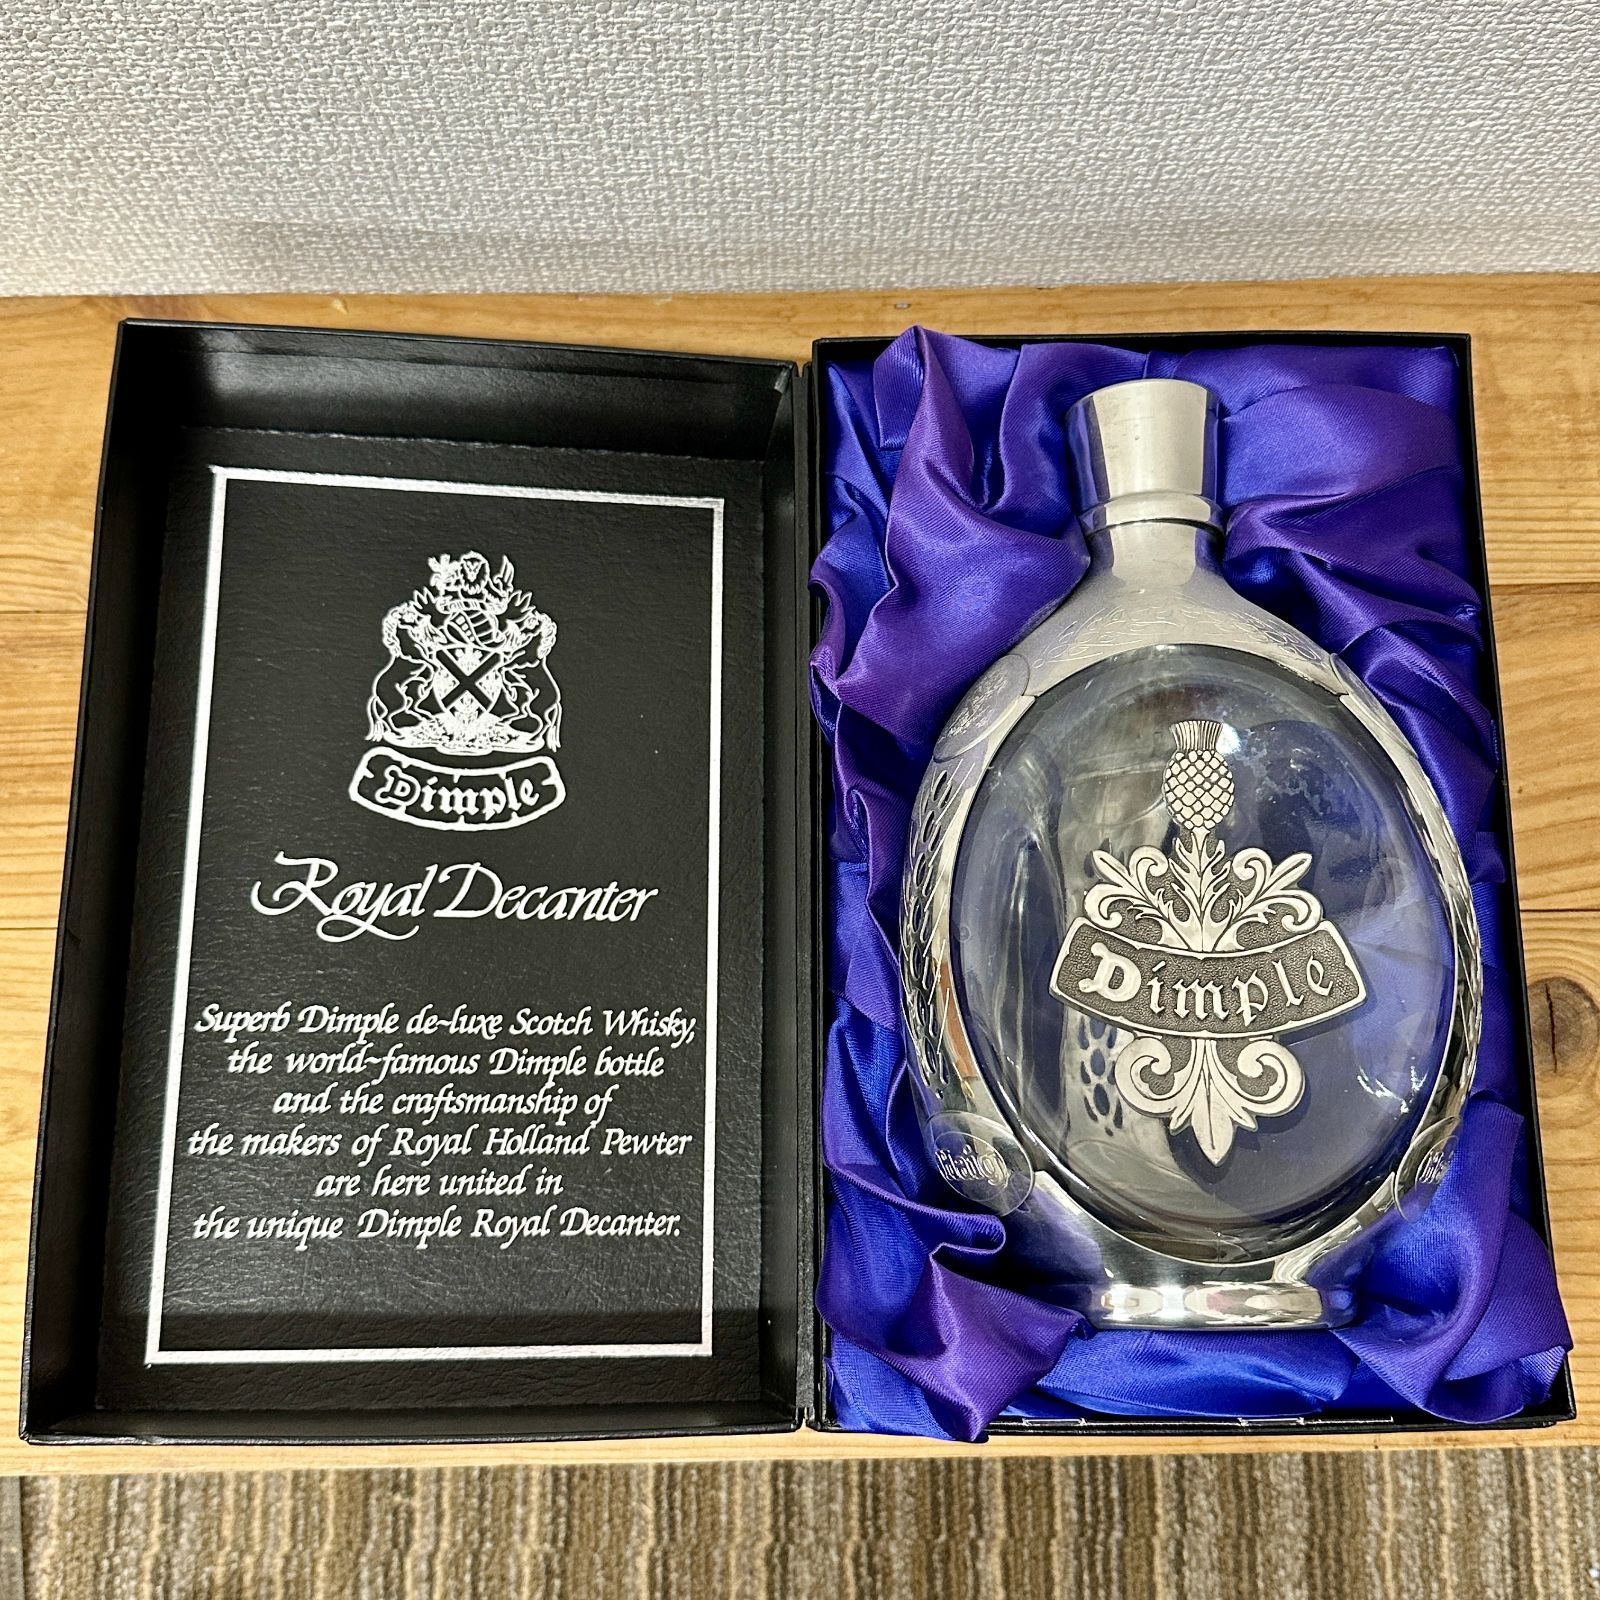 Dimple
Royal Decanter
Superb Dimple de-luxe Scotch Whisky,
the world-famous Dimple bottle
and the craftsmanship of
the makers of Royal Holland Pewter
are here united in
the unique Dimple Royal Decanter.
Dimple